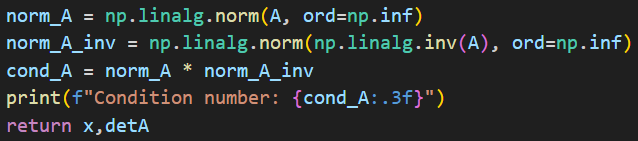 norm_A = np.linalg.norm(A, ord=np.inf)
norm_A_inv = np.linalg.norm(np.linalg.inv(A), ord=np.inf)
cond_A = norm_A * norm_A_inv
print(f"Condition number: {cond_A:.3f}")
return x,detA